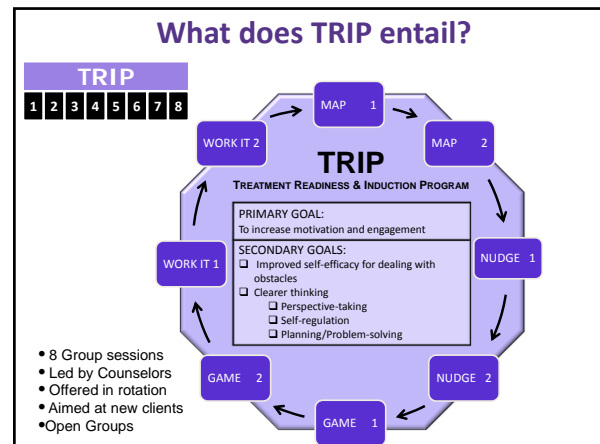 What does TRIP entail?
TRIP
1 2 3 4 5 6 7 8
MAP 1
MAP 2
NUDGE 1
NUDGE 2
GAME 1
GAME 2
WORK IT 1
WORK IT 2
TRIP
TREATMENT READINESS & INDUCTION PROGRAM
PRIMARY GOAL:
To increase motivation and engagement
SECONDARY GOALS:
❑ Improved self-efficacy for dealing with
obstacles
❑ Clearer thinking
❑ Perspective-taking
❑ Self-regulation
❑ Planning/Problem-solving
• 8 Group sessions
• Led by Counselors
• Offered in rotation
• Aimed at new clients
•Open Groups